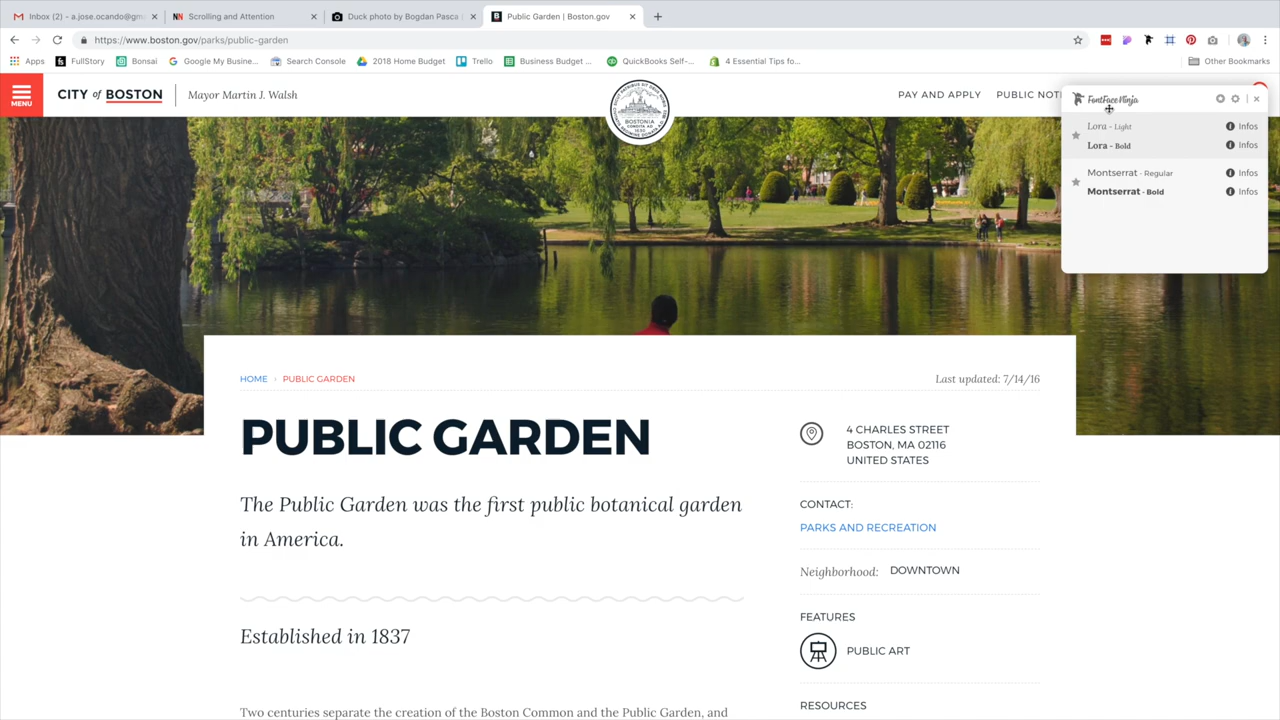 Inbox (2) - a.jose.ocando@gm
Scrolling and Attention
Duck photo by Bogdan Pasca |
Public Garden | Boston.gov
https://www.boston.gov/parks/public-garden
Apps
FullStory
Bonsai
Google My Busine...
Search Console
2018 Home Budget
Trello
Business Budget ...
QuickBooks Self-...
4 Essential Tips fo...
Other Bookmarks
MENU
CITY of BOSTON
Mayor Martin J. Walsh
PAY AND APPLY
PUBLIC NOTI
FontFace Ninja
Lora - Light
Infos
Lora - Bold
Infos
Montserrat - Regular
Infos
Montserrat - Bold
Infos
HOME › PUBLIC GARDEN
Last updated: 7/14/16
PUBLIC GARDEN
The Public Garden was the first public botanical garden
in America.
Established in 1837
Two centuries separate the creation of the Boston Common and the Public Garden, and
4 CHARLES STREET
BOSTON, MA 02116
UNITED STATES
CONTACT:
PARKS AND RECREATION
Neighborhood: DOWNTOWN
FEATURES
PUBLIC ART
RESOURCES